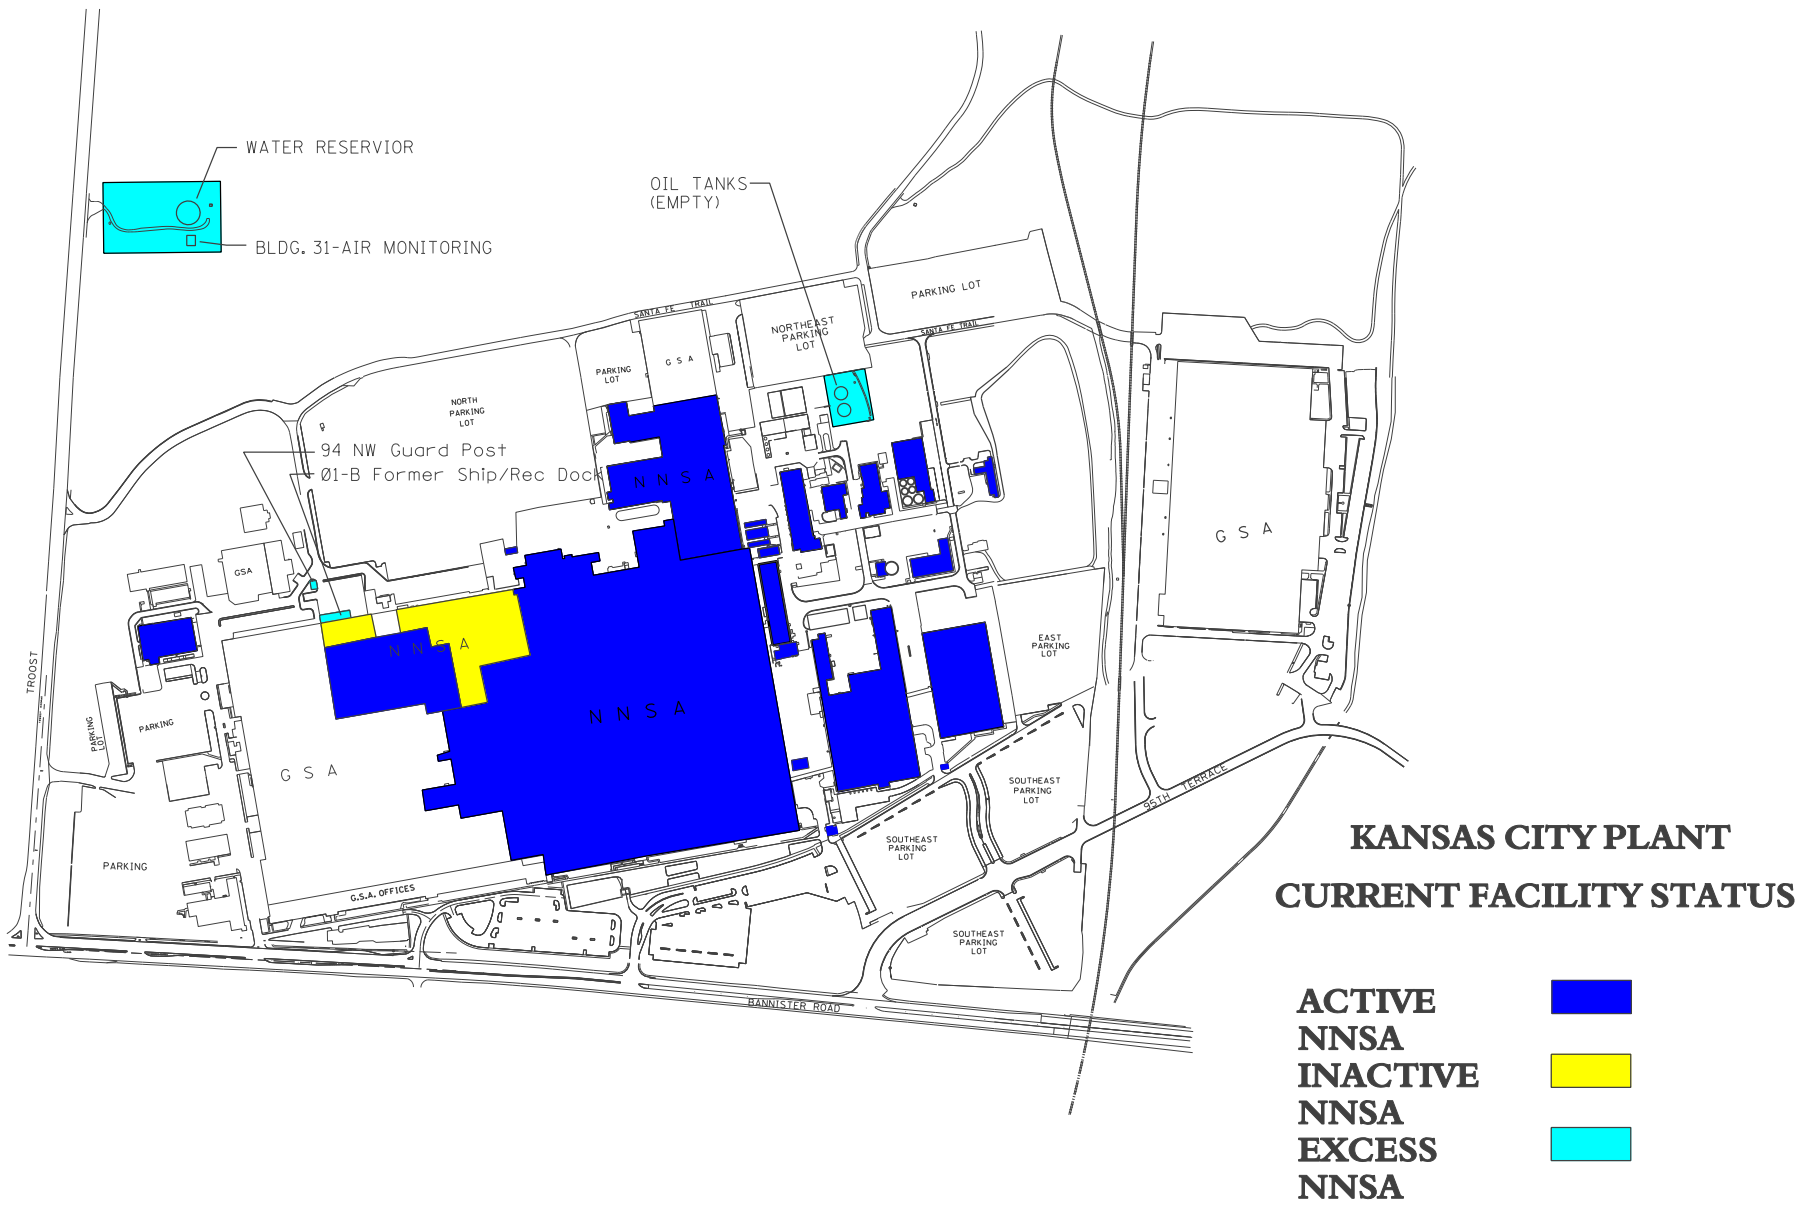 WATER RESERVIOR
OIL TANKS
(EMPTY)
BLDG. 31-AIR MONITORING
PARKING LOT
SANTA FE TRAIL
NORTHEAST
PARKING
LOT
SANTA FE TRAIL
G S A
PARKING
LOT
NORTH
PARKING
LOT
94 NW Guard Post
Ø1-B Former Ship/Rec Dock
N N S A
G S A
GSA
N N S A
EAST
PARKING
LOT
TROOST
N N S A
PARKING
LOT
PARKING
G S A
95TH TERRACE
SOUTHEAST
PARKING
LOT
SOUTHEAST
PARKING
LOT
PARKING
G.S.A. OFFICES
SOUTHEAST
PARKING
LOT
BANNISTER ROAD
KANSAS CITY PLANT
CURRENT FACILITY STATUS
ACTIVE
NNSA
INACTIVE
NNSA
EXCESS
NNSA